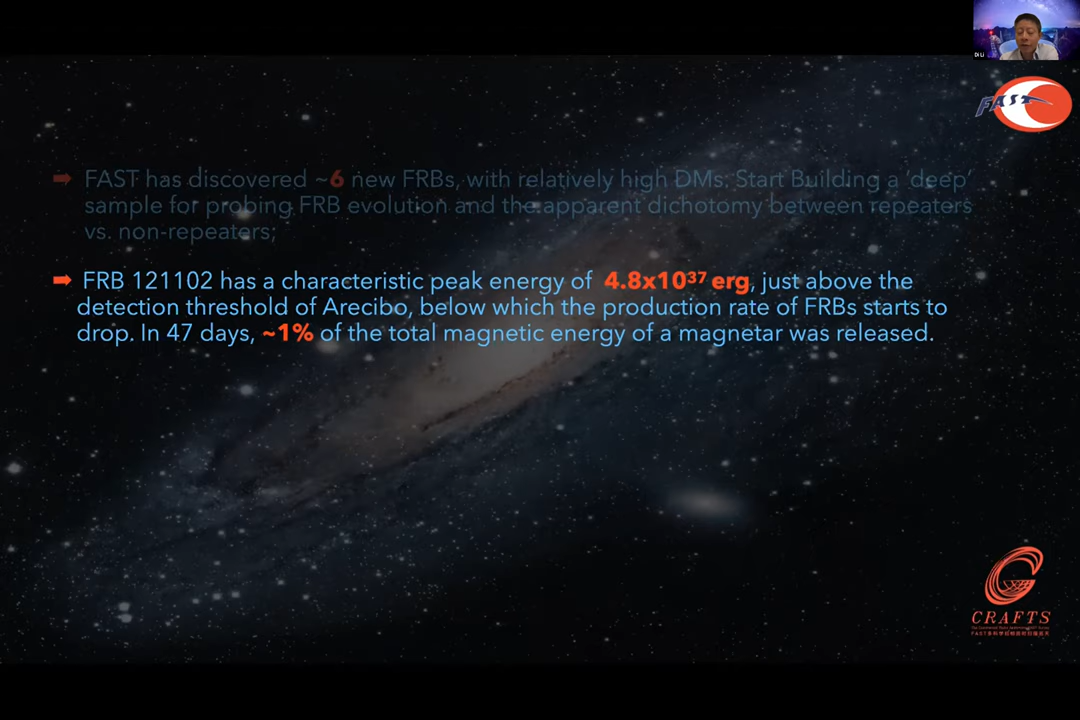 Di Li
FAST
FAST has discovered ~6 new FRBs, with relatively high DMs. Start Building a ‘deep’
sample for probing FRB evolution and the apparent dichotomy between repeaters
vs. non-repeaters;
FRB 121102 has a characteristic peak energy of 4.8x10³⁷ erg, just above the
detection threshold of Arecibo, below which the production rate of FRBs starts to
drop. In 47 days, ~1% of the total magnetic energy of a magnetar was released.
CRAFTS